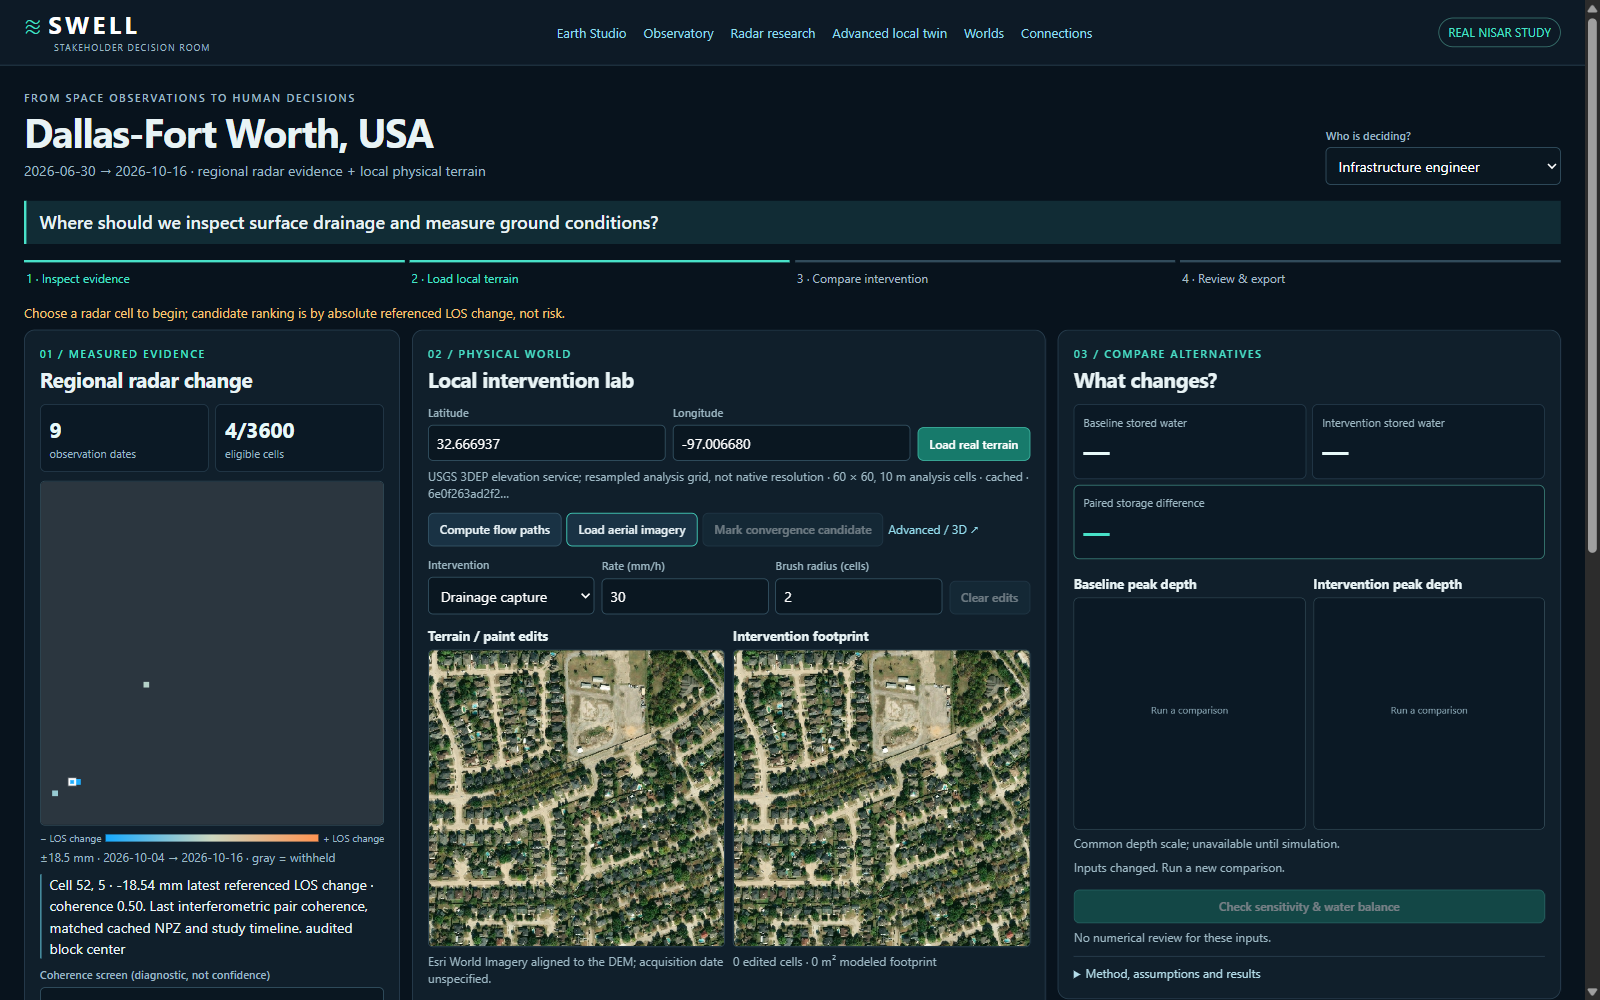 SWELL
STAKEHOLDER DECISION ROOM
Earth Studio
Observatory
Radar research
Advanced local twin
Worlds
Connections
REAL NISAR STUDY
FROM SPACE OBSERVATIONS TO HUMAN DECISIONS
Dallas-Fort Worth, USA
2026-06-30 → 2026-10-16 · regional radar evidence + local physical terrain
Who is deciding?
Infrastructure engineer
Where should we inspect surface drainage and measure ground conditions?
1 · Inspect evidence
2 · Load local terrain
3 · Compare intervention
4 · Review & export
Choose a radar cell to begin; candidate ranking is by absolute referenced LOS change, not risk.
01 / MEASURED EVIDENCE
Regional radar change
9
observation dates
4/3600
eligible cells
− LOS change
+ LOS change
±18.5 mm · 2026-10-04 → 2026-10-16 · gray = withheld
Cell 52, 5 · -18.54 mm latest referenced LOS change ·
coherence 0.50. Last interferometric pair coherence,
matched cached NPZ and study timeline. audited
block center
Coherence screen (diagnostic, not confidence)
02 / PHYSICAL WORLD
Local intervention lab
Latitude
Longitude
32.666937
-97.006680
Load real terrain
USGS 3DEP elevation service; resampled analysis grid, not native resolution · 60 × 60, 10 m analysis cells · cached ·
6e0f263ad2f2...
Compute flow paths
Load aerial imagery
Mark convergence candidate
Advanced / 3D ↗
Intervention
Rate (mm/h)
Brush radius (cells)
Drainage capture
30
2
Clear edits
Terrain / paint edits
Intervention footprint
Esri World Imagery aligned to the DEM; acquisition date
unspecified.
0 edited cells · 0 m² modeled footprint
03 / COMPARE ALTERNATIVES
What changes?
Baseline stored water
—
Intervention stored water
—
Paired storage difference
—
Baseline peak depth
Intervention peak depth
Run a comparison
Run a comparison
Common depth scale; unavailable until simulation.
Inputs changed. Run a new comparison.
Check sensitivity & water balance
No numerical review for these inputs.
▶ Method, assumptions and results